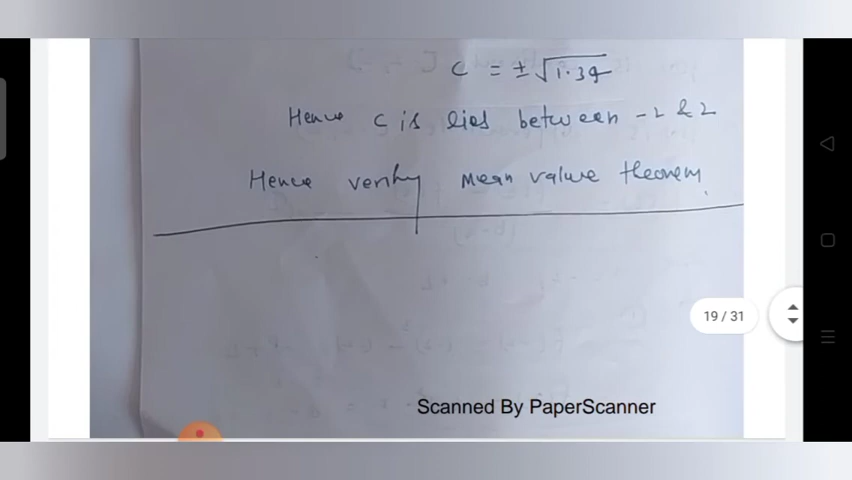 c = ±√1.39
Hence c is lies between -2 & 2
Hence verify Mean value theorem.
19 / 31
Scanned By PaperScanner